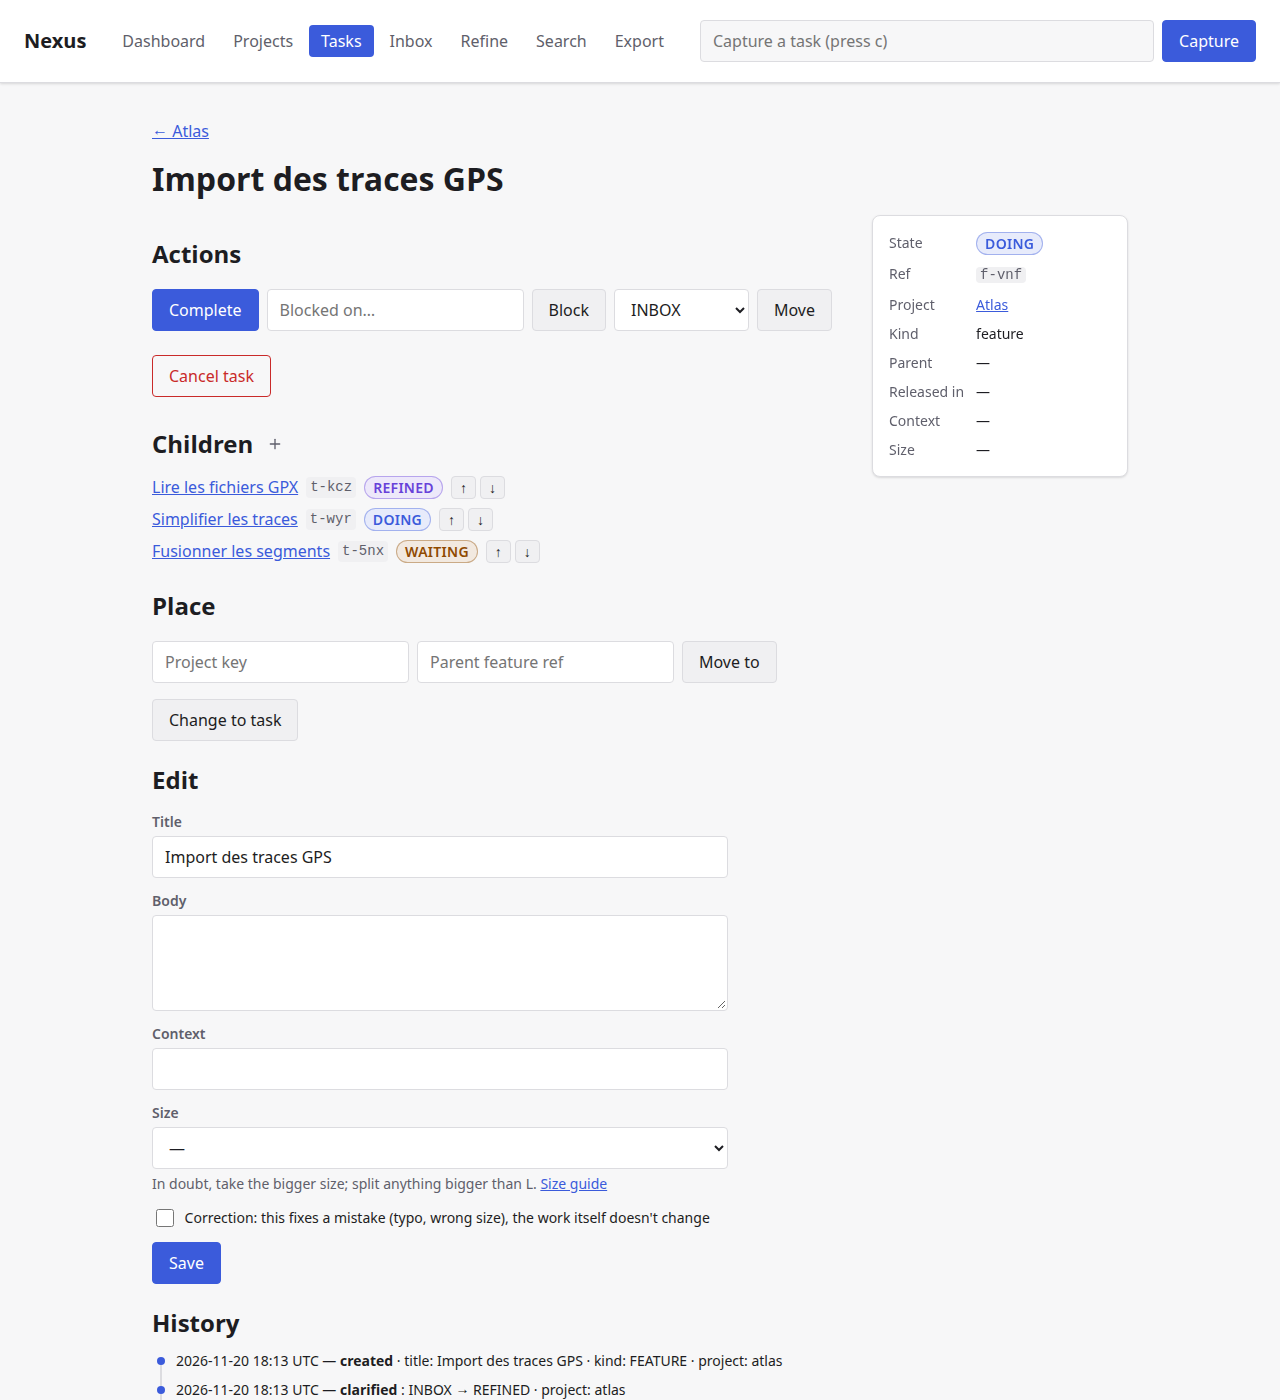 Nexus Dashboard Projects Tasks Inbox Refine Search Export Capture a task (press c) Capture
← Atlas
Import des traces GPS
Actions
Complete Blocked on... Block INBOX Move
Cancel task
Children +
Lire les fichiers GPX t-kcz REFINED ↑ ↓
Simplifier les traces t-wyr DOING ↑ ↓
Fusionner les segments t-5nx WAITING ↑ ↓
Place
Project key Parent feature ref Move to
Change to task
Edit
Title
Import des traces GPS
Body
Context
Size
—
In doubt, take the bigger size; split anything bigger than L. Size guide
Correction: this fixes a mistake (typo, wrong size), the work itself doesn't change
Save
History
2026-11-20 18:13 UTC — created · title: Import des traces GPS · kind: FEATURE · project: atlas
2026-11-20 18:13 UTC — clarified : INBOX → REFINED · project: atlas
State DOING
Ref f-vnf
Project Atlas
Kind feature
Parent —
Released in —
Context —
Size —